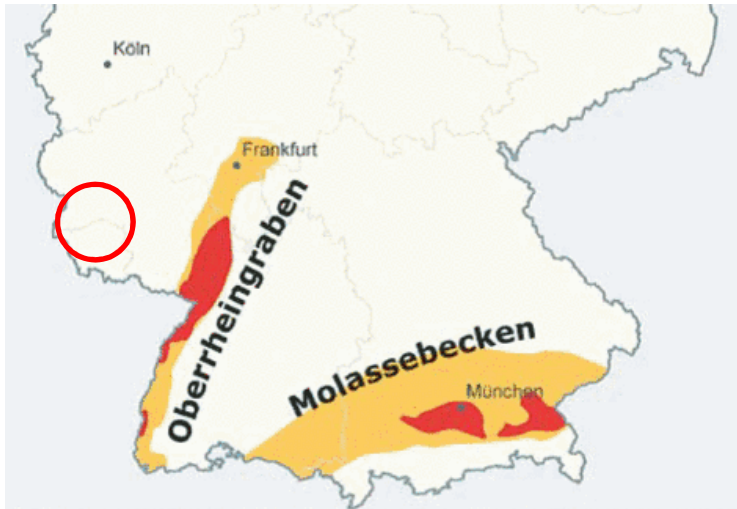 Köln
Frankfurt
Oberrheingraben
Molassebecken
München